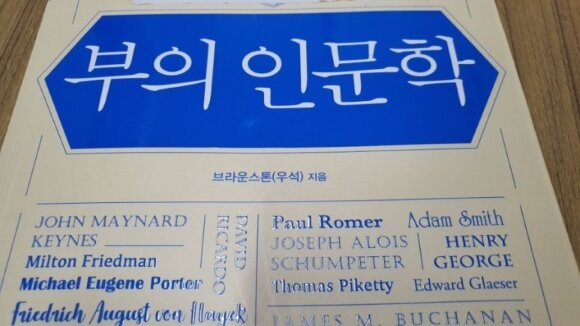 부의 인문학
브라운스톤(우석) 지음
JOHN MAYNARD
KEYNES
Milton Friedman
Michael Eugene Porter
Friedrich August von Hayek
DAVID
RICARDO
Paul Romer
Adam Smith
JOSEPH ALOIS
SCHUMPETER
HENRY
GEORGE
Thomas Piketty
Edward Glaeser
JAMES M. BUCHANAN